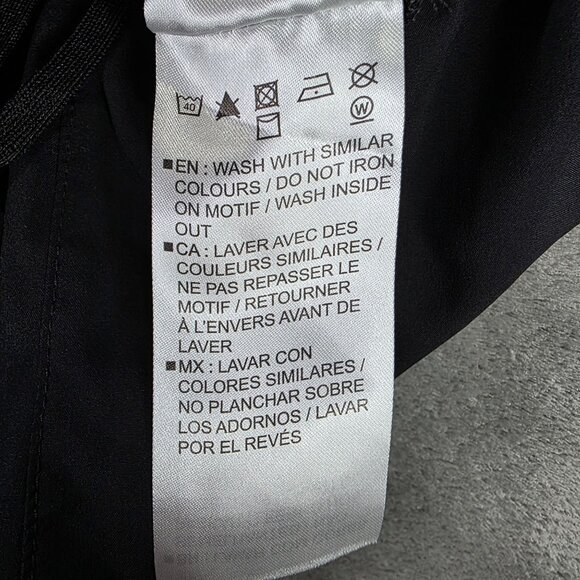 40
W
■EN : WASH WITH SIMILAR
COLOURS / DO NOT IRON
ON MOTIF / WASH INSIDE
OUT
■CA : LAVER AVEC DES
COULEURS SIMILAIRES /
NE PAS REPASSER LE
MOTIF / RETOURNER
À L'ENVERS AVANT DE
LAVER
■MX : LAVAR CON
COLORES SIMILARES /
NO PLANCHAR SOBRE
LOS ADORNOS / LAVAR
POR EL REVÉS